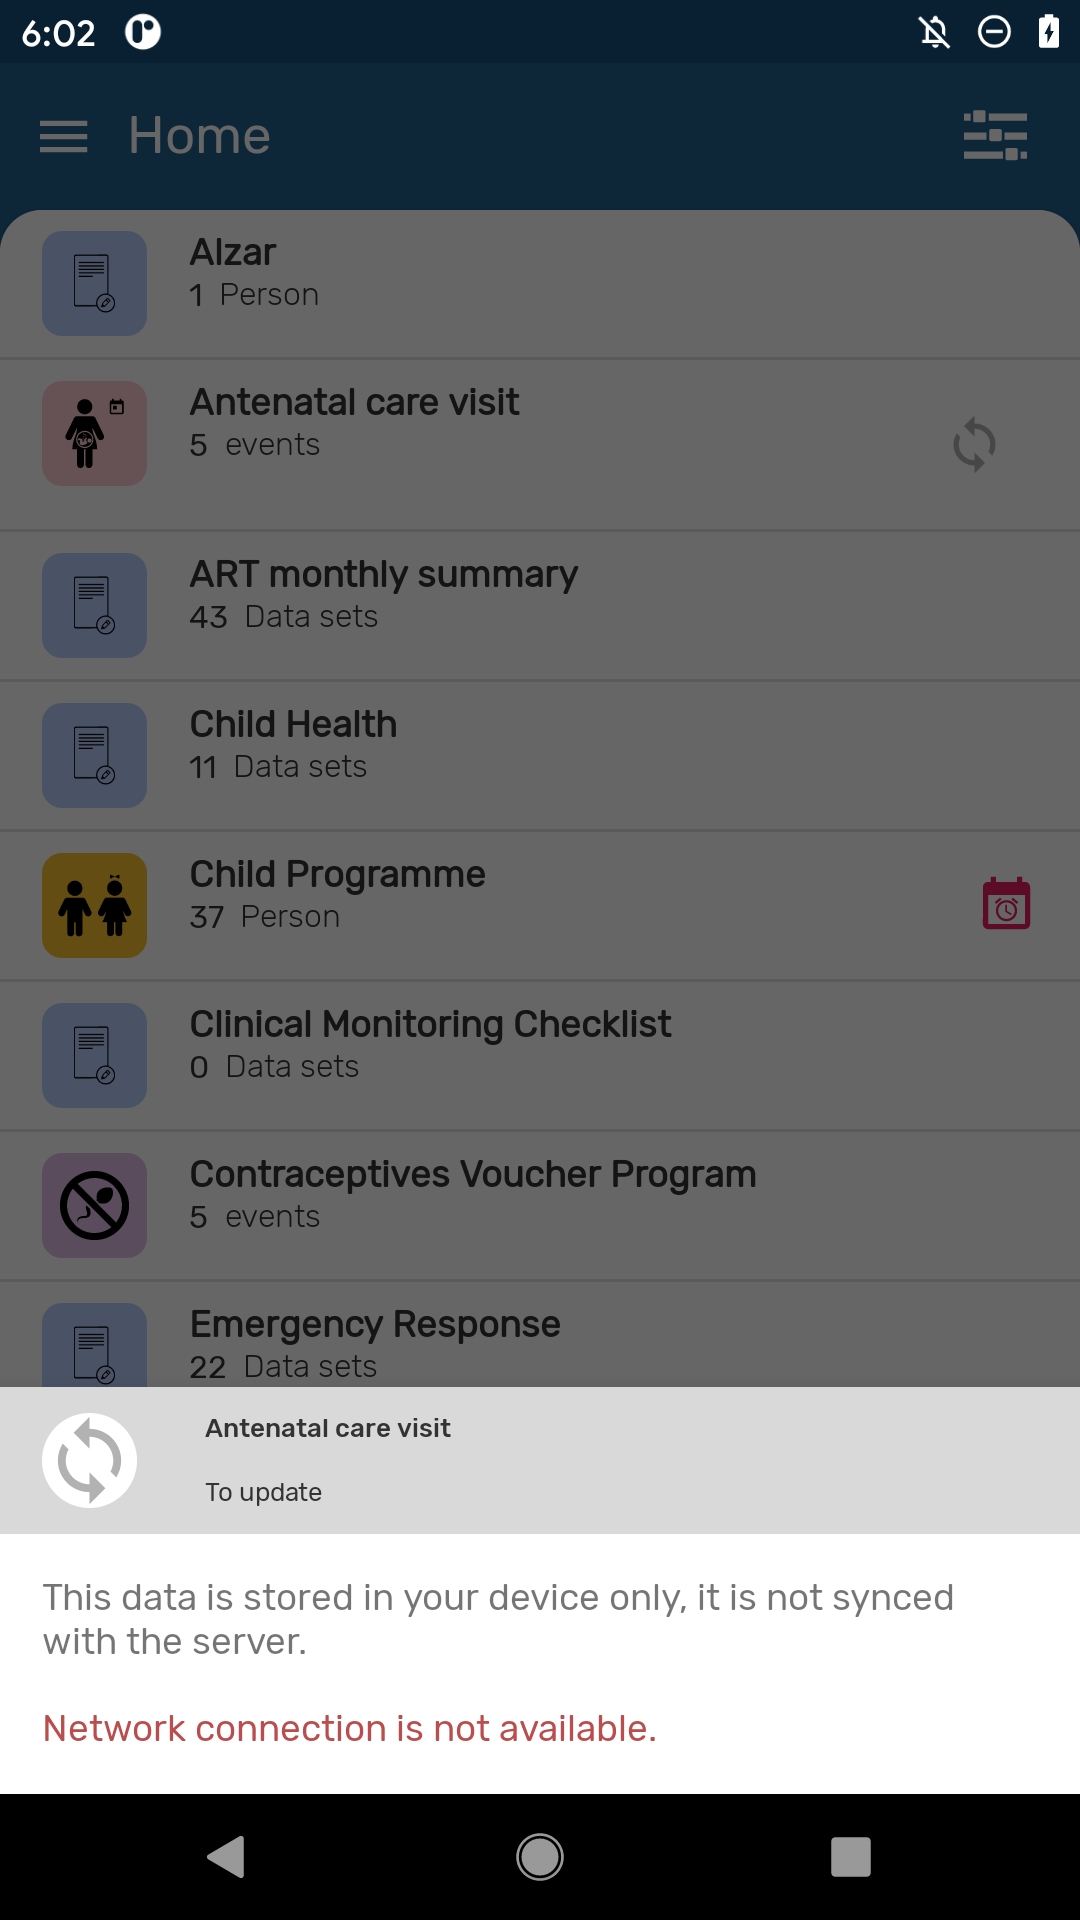 6:02
Home
Alzar
1 Person
Antenatal care visit
5 events
ART monthly summary
43 Data sets
Child Health
11 Data sets
Child Programme
37 Person
Clinical Monitoring Checklist
0 Data sets
Contraceptives Voucher Program
5 events
Emergency Response
22 Data sets
Antenatal care visit
To update
This data is stored in your device only, it is not synced
with the server.
Network connection is not available.